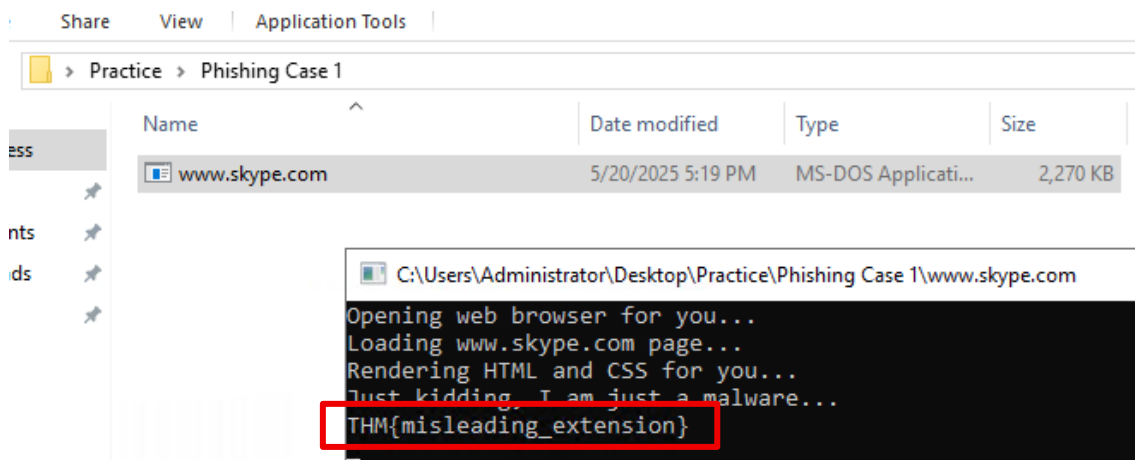 Share View Application Tools
Practice > Phishing Case 1
Name Date modified Type Size
ess
www.skype.com 5/20/2025 5:19 PM MS-DOS Applicati... 2,270 KB
nts
ds
C:\Users\Administrator\Desktop\Practice\Phishing Case 1\www.skype.com
Opening web browser for you...
Loading www.skype.com page...
Rendering HTML and CSS for you...
Just kidding, I am just a malware...
THM{misleading_extension}